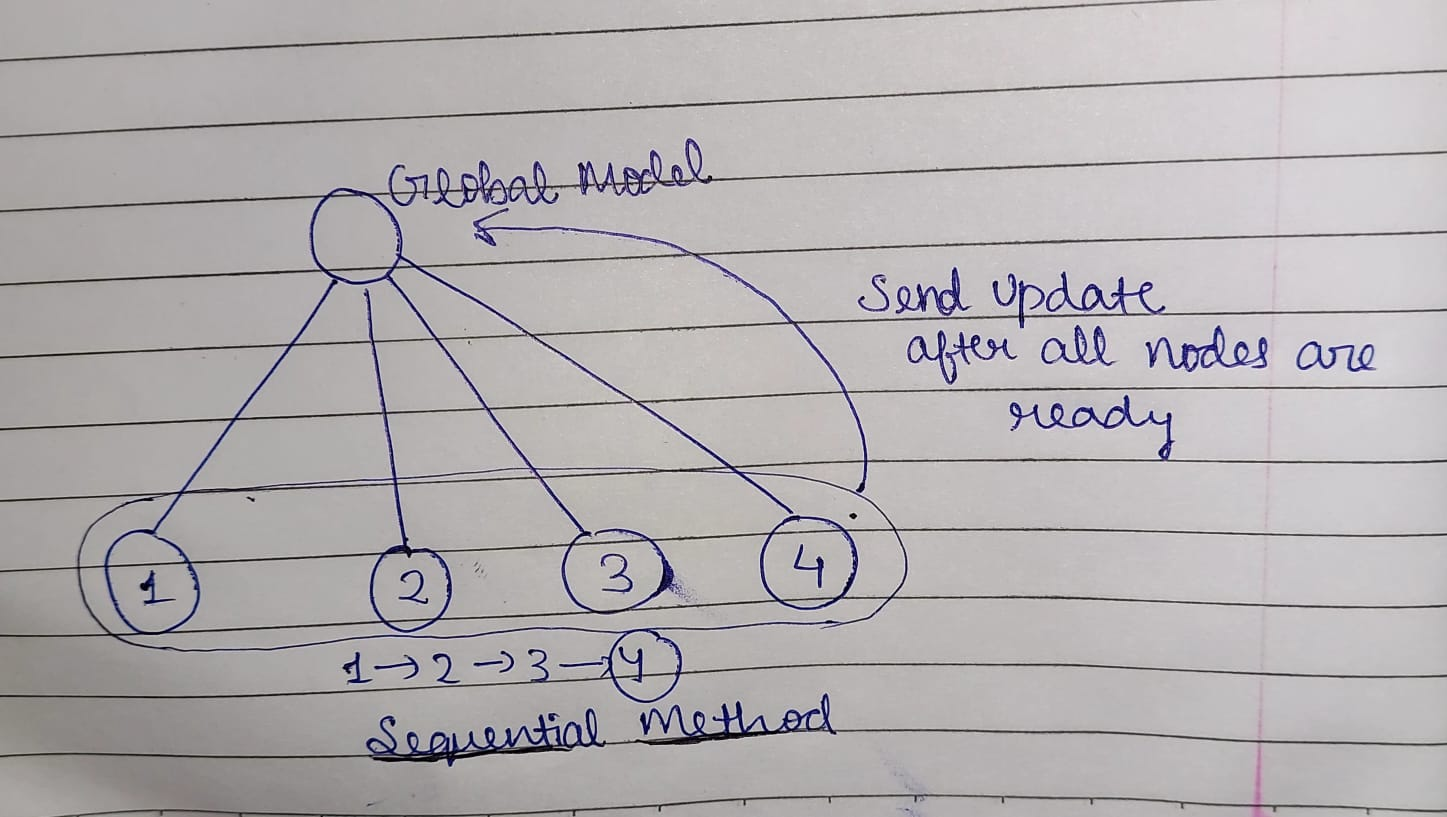 Global Model
Send update
after all nodes are
ready
1 2 3 4
1→2→3→4
Sequential Method